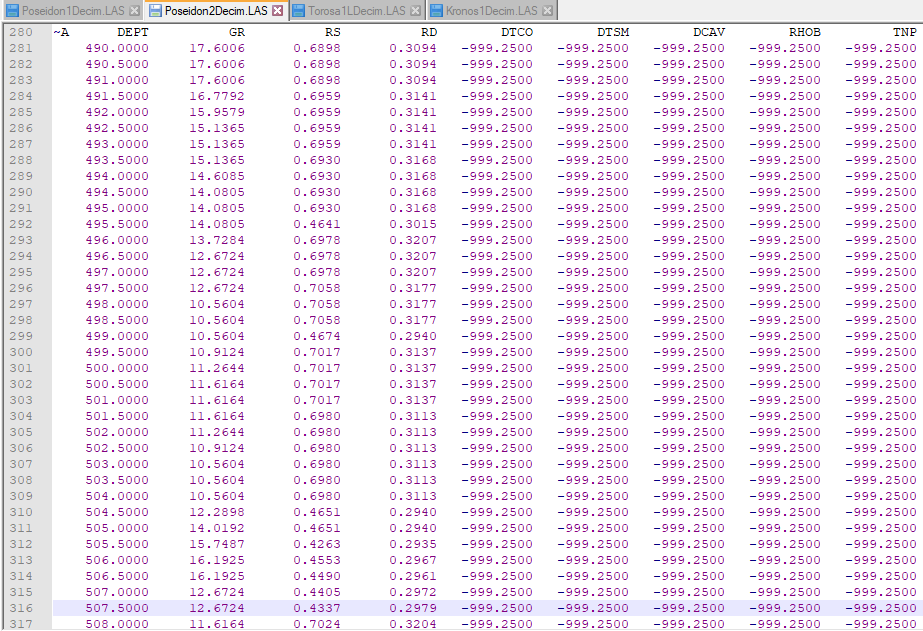 Poseidon1Decim.LAS Poseidon2Decim.LAS Torosa1LDecim.LAS Kronos1Decim.LAS
280 ~A DEPT GR RS RD DTCO DTSM DCAV RHOB TNP
281 490.0000 17.6006 0.6898 0.3094 -999.2500 -999.2500 -999.2500 -999.2500 -999.2500
282 490.5000 17.6006 0.6898 0.3094 -999.2500 -999.2500 -999.2500 -999.2500 -999.2500
283 491.0000 17.6006 0.6898 0.3094 -999.2500 -999.2500 -999.2500 -999.2500 -999.2500
284 491.5000 16.7792 0.6959 0.3141 -999.2500 -999.2500 -999.2500 -999.2500 -999.2500
285 492.0000 15.9579 0.6959 0.3141 -999.2500 -999.2500 -999.2500 -999.2500 -999.2500
286 492.5000 15.1365 0.6959 0.3141 -999.2500 -999.2500 -999.2500 -999.2500 -999.2500
287 493.0000 15.1365 0.6959 0.3141 -999.2500 -999.2500 -999.2500 -999.2500 -999.2500
288 493.5000 15.1365 0.6930 0.3168 -999.2500 -999.2500 -999.2500 -999.2500 -999.2500
289 494.0000 14.6085 0.6930 0.3168 -999.2500 -999.2500 -999.2500 -999.2500 -999.2500
290 494.5000 14.0805 0.6930 0.3168 -999.2500 -999.2500 -999.2500 -999.2500 -999.2500
291 495.0000 14.0805 0.6930 0.3168 -999.2500 -999.2500 -999.2500 -999.2500 -999.2500
292 495.5000 14.0805 0.4641 0.3015 -999.2500 -999.2500 -999.2500 -999.2500 -999.2500
293 496.0000 13.7284 0.6978 0.3207 -999.2500 -999.2500 -999.2500 -999.2500 -999.2500
294 496.5000 12.6724 0.6978 0.3207 -999.2500 -999.2500 -999.2500 -999.2500 -999.2500
295 497.0000 12.6724 0.6978 0.3207 -999.2500 -999.2500 -999.2500 -999.2500 -999.2500
296 497.5000 12.6724 0.7058 0.3177 -999.2500 -999.2500 -999.2500 -999.2500 -999.2500
297 498.0000 10.5604 0.7058 0.3177 -999.2500 -999.2500 -999.2500 -999.2500 -999.2500
298 498.5000 10.5604 0.7058 0.3177 -999.2500 -999.2500 -999.2500 -999.2500 -999.2500
299 499.0000 10.5604 0.4674 0.2940 -999.2500 -999.2500 -999.2500 -999.2500 -999.2500
300 499.5000 10.9124 0.7017 0.3137 -999.2500 -999.2500 -999.2500 -999.2500 -999.2500
301 500.0000 11.2644 0.7017 0.3137 -999.2500 -999.2500 -999.2500 -999.2500 -999.2500
302 500.5000 11.6164 0.7017 0.3137 -999.2500 -999.2500 -999.2500 -999.2500 -999.2500
303 501.0000 11.6164 0.7017 0.3137 -999.2500 -999.2500 -999.2500 -999.2500 -999.2500
304 501.5000 11.6164 0.6980 0.3113 -999.2500 -999.2500 -999.2500 -999.2500 -999.2500
305 502.0000 11.2644 0.6980 0.3113 -999.2500 -999.2500 -999.2500 -999.2500 -999.2500
306 502.5000 10.9124 0.6980 0.3113 -999.2500 -999.2500 -999.2500 -999.2500 -999.2500
307 503.0000 10.5604 0.6980 0.3113 -999.2500 -999.2500 -999.2500 -999.2500 -999.2500
308 503.5000 10.5604 0.6980 0.3113 -999.2500 -999.2500 -999.2500 -999.2500 -999.2500
309 504.0000 10.5604 0.6980 0.3113 -999.2500 -999.2500 -999.2500 -999.2500 -999.2500
310 504.5000 12.2898 0.4651 0.2940 -999.2500 -999.2500 -999.2500 -999.2500 -999.2500
311 505.0000 14.0192 0.4651 0.2940 -999.2500 -999.2500 -999.2500 -999.2500 -999.2500
312 505.5000 15.7487 0.4263 0.2935 -999.2500 -999.2500 -999.2500 -999.2500 -999.2500
313 506.0000 16.1925 0.4553 0.2967 -999.2500 -999.2500 -999.2500 -999.2500 -999.2500
314 506.5000 16.1925 0.4490 0.2961 -999.2500 -999.2500 -999.2500 -999.2500 -999.2500
315 507.0000 12.6724 0.4405 0.2972 -999.2500 -999.2500 -999.2500 -999.2500 -999.2500
316 507.5000 12.6724 0.4337 0.2979 -999.2500 -999.2500 -999.2500 -999.2500 -999.2500
317 508.0000 11.6164 0.7024 0.3204 -999.2500 -999.2500 -999.2500 -999.2500 -999.2500